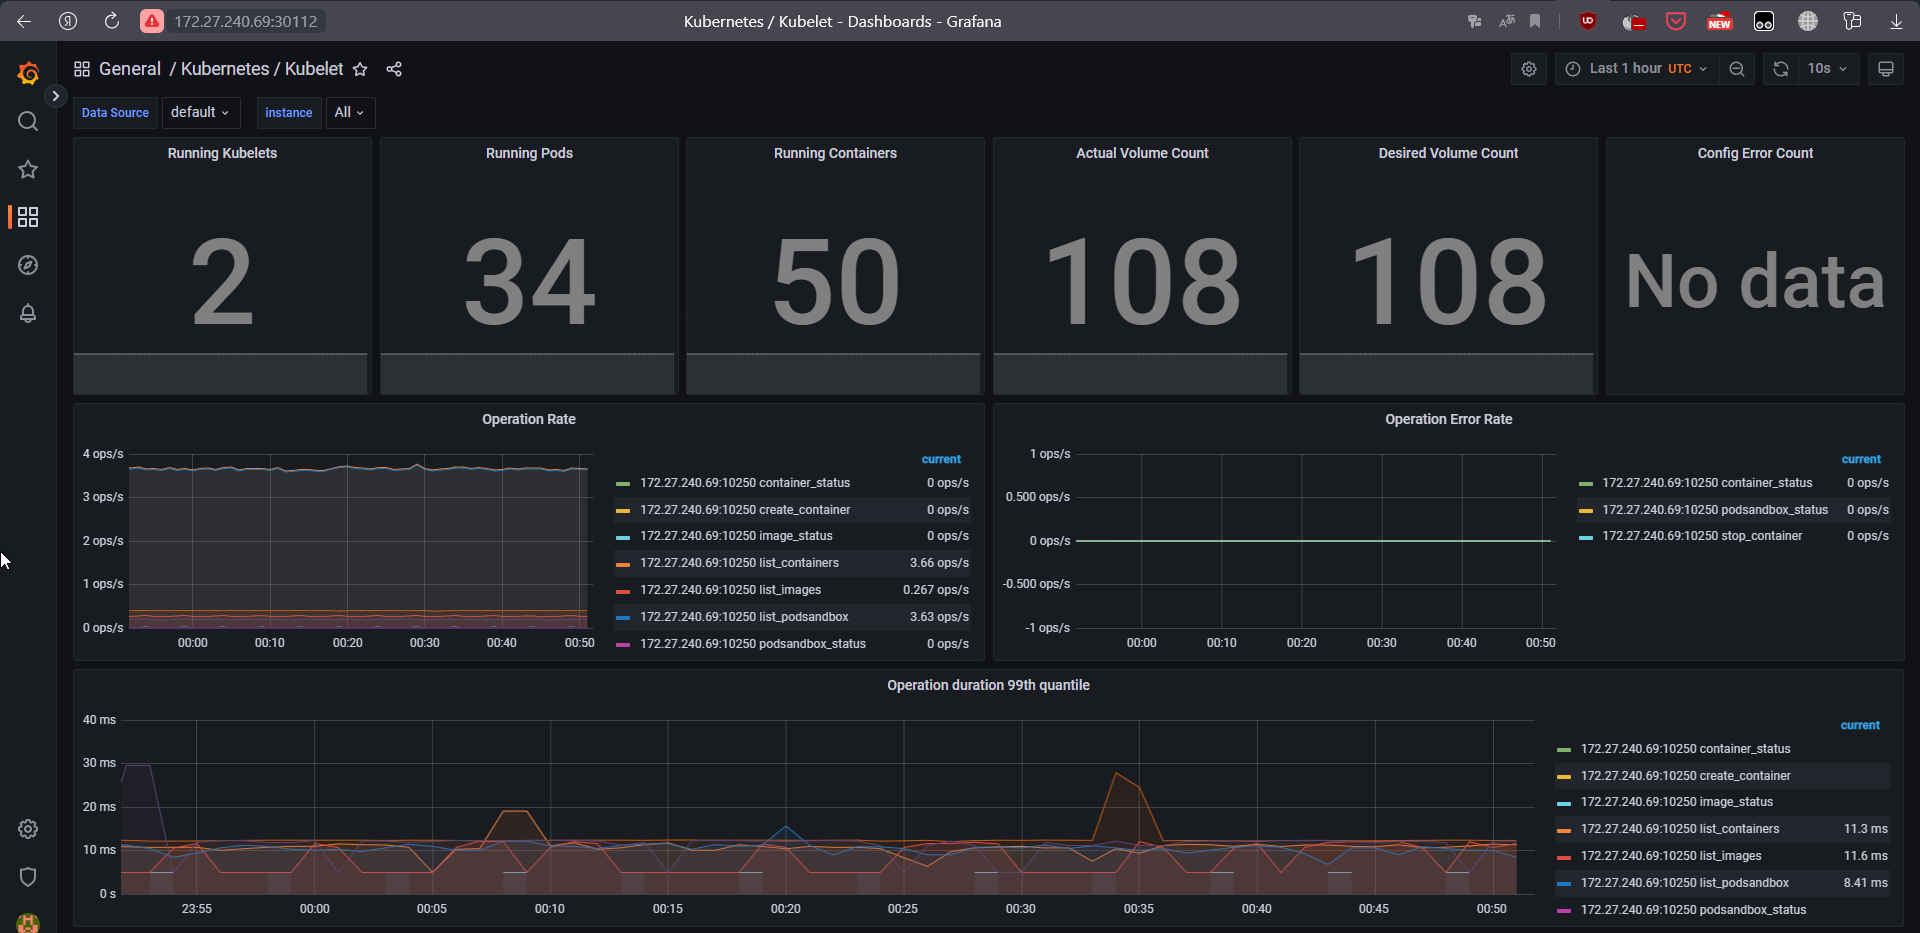 Я
172.27.240.69:30112
Kubernetes / Kubelet - Dashboards - Grafana
NEW
General / Kubernetes / Kubelet
Last 1 hour UTC
10s
Data Source default
instance All
Running Kubelets
2
Running Pods
34
Running Containers
50
Actual Volume Count
108
Desired Volume Count
108
Config Error Count
No data
Operation Rate
4 ops/s
3 ops/s
2 ops/s
1 ops/s
0 ops/s
00:00 00:10 00:20 00:30 00:40 00:50
current
172.27.240.69:10250 container_status 0 ops/s
172.27.240.69:10250 create_container 0 ops/s
172.27.240.69:10250 image_status 0 ops/s
172.27.240.69:10250 list_containers 3.66 ops/s
172.27.240.69:10250 list_images 0.267 ops/s
172.27.240.69:10250 list_podsandbox 3.63 ops/s
172.27.240.69:10250 podsandbox_status 0 ops/s
Operation Error Rate
1 ops/s
0.500 ops/s
0 ops/s
-0.500 ops/s
-1 ops/s
00:00 00:10 00:20 00:30 00:40 00:50
current
172.27.240.69:10250 container_status 0 ops/s
172.27.240.69:10250 podsandbox_status 0 ops/s
172.27.240.69:10250 stop_container 0 ops/s
Operation duration 99th quantile
40 ms
30 ms
20 ms
10 ms
0 s
23:55 00:00 00:05 00:10 00:15 00:20 00:25 00:30 00:35 00:40 00:45 00:50
current
172.27.240.69:10250 container_status
172.27.240.69:10250 create_container
172.27.240.69:10250 image_status
172.27.240.69:10250 list_containers 11.3 ms
172.27.240.69:10250 list_images 11.6 ms
172.27.240.69:10250 list_podsandbox 8.41 ms
172.27.240.69:10250 podsandbox_status